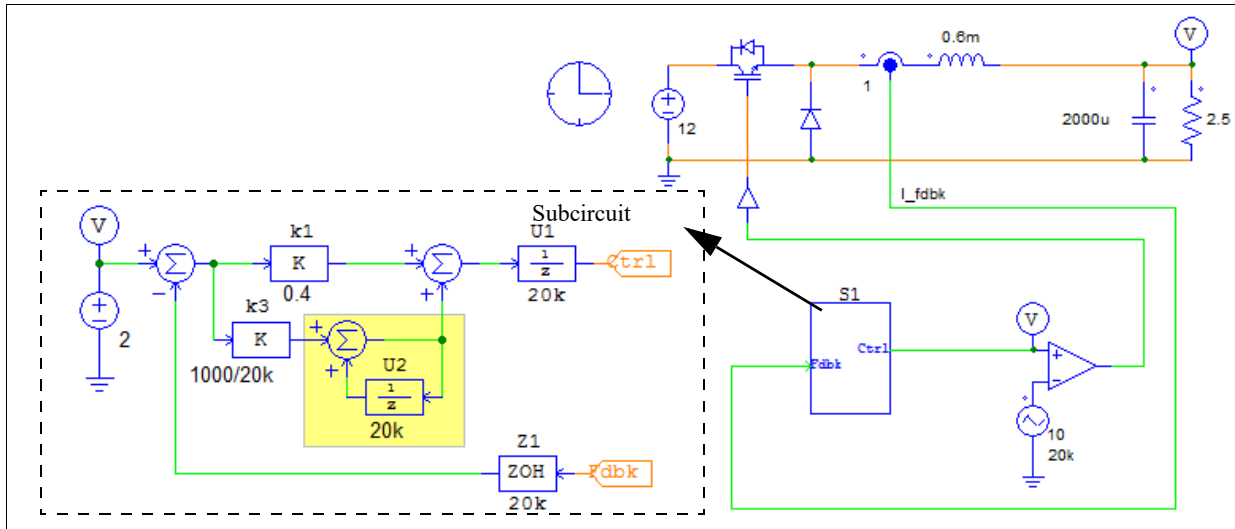 V
0.6m
1
12
2000u
2.5
I_fdbk
Subcircuit
V
k1
K
0.4
Σ
Σ
U1
1
z
20k
Ctrl
2
k3
K
1000/20k
Σ
U2
1
z
20k
Z1
ZOH
20k
Fdbk
S1
Fdbk
Ctrl
V
10
20k